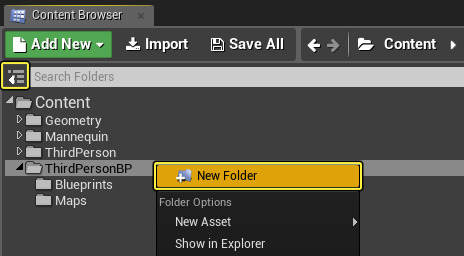 Content Browser
Add New Import Save All Content
Search Folders
Content
Geometry
Mannequin
ThirdPerson
ThirdPersonBP
New Folder
Blueprints
Folder Options
Maps
New Asset
Show in Explorer